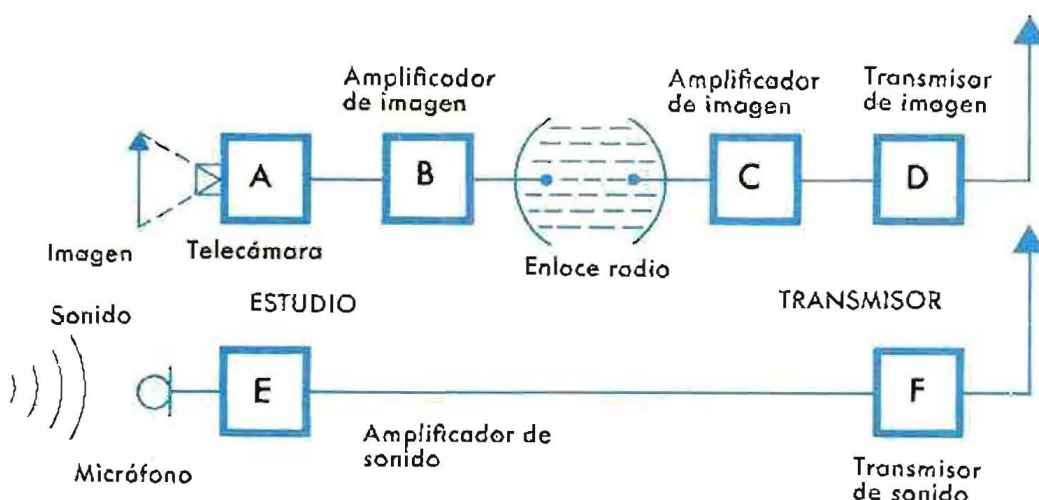 Amplificador
de imagen
Amplificador
de imagen
Transmisor
de imagen
A
B
C
D
Imagen
Telecámara
Enlace radio
Sonido
ESTUDIO
TRANSMISOR
E
F
Micrófono
Amplificador de
sonido
Transmisor
de sonido